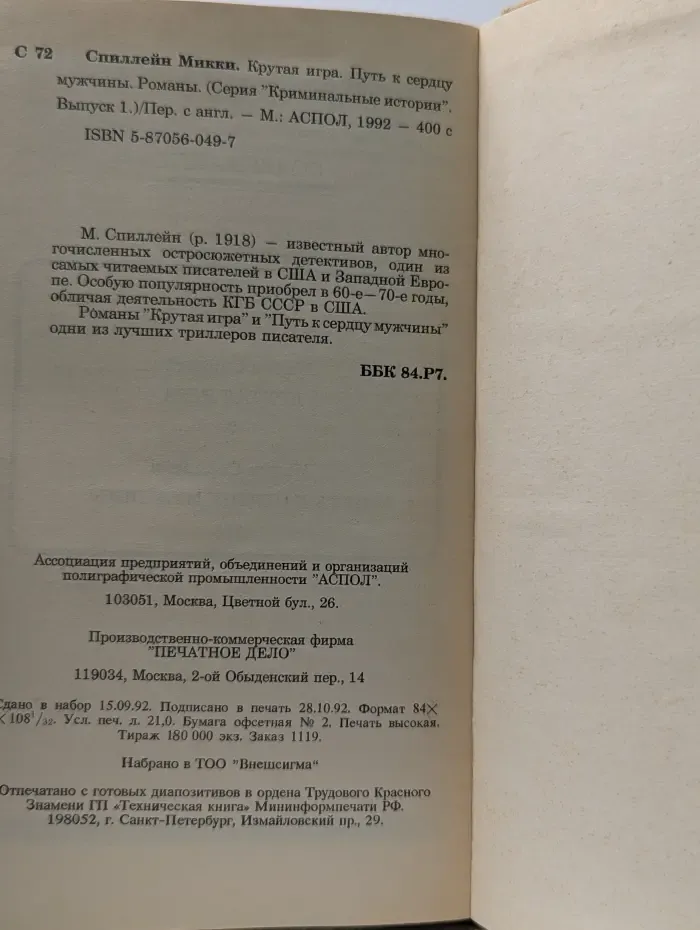 С 72 Спиллейн Микки. Крутая игра. Путь к сердцу
мужчины. Романы. (Серия "Криминальные истории".
Выпуск 1.)/Пер. с англ. — М.: АСПОЛ, 1992 — 400 с
ISBN 5-87056-049-7
М. Спиллейн (р. 1918) — известный автор мно-
гочисленных остросюжетных детективов, один из
самых читаемых писателей в США и Западной Евро-
пе. Особую популярность приобрел в 60-е—70-е годы,
обличая деятельность КГБ СССР в США.
Романы "Крутая игра" и "Путь к сердцу мужчины"
одни из лучших триллеров писателя.
ББК 84.Р7.
Ассоциация предприятий, объединений и организаций
полиграфической промышленности "АСПОЛ".
103051, Москва, Цветной бул., 26.
Производственно-коммерческая фирма
"ПЕЧАТНОЕ ДЕЛО"
119034, Москва, 2-ой Обыденский пер., 14
Сдано в набор 15.09.92. Подписано в печать 28.10.92. Формат 84×
×108¹/₃₂. Усл. печ. л. 21,0. Бумага офсетная № 2. Печать высокая.
Тираж 180 000 экз. Заказ 1119.
Набрано в ТОО "Внешсигма"
Отпечатано с готовых диапозитивов в ордена Трудового Красного
Знамени ГП «Техническая книга» Мининформпечати РФ.
198052, г. Санкт-Петербург, Измайловский пр., 29.